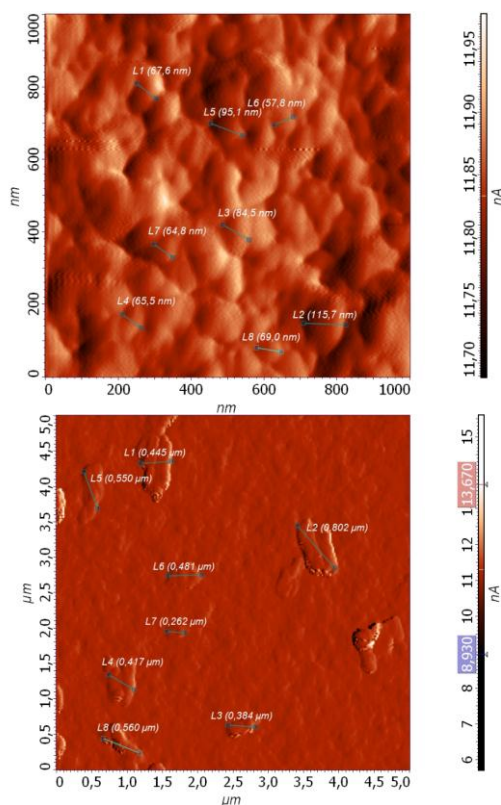 11,95
11,90
11,85
11,80
11,75
11,70
nA
1000
800
600
400
200
0
nm
L1 (67,6 nm)
L6 (57,8 nm)
L5 (95,1 nm)
L3 (84,5 nm)
L7 (64,8 nm)
L4 (65,5 nm)
L2 (115,7 nm)
L8 (69,0 nm)
0 200 400 600 800 1000
nm
5,0
4,5
4,0
3,5
3,0
2,5
2,0
1,5
1,0
0,5
0
µm
L1 (0,445 µm)
L5 (0,550 µm)
L2 (0,802 µm)
L6 (0,481 µm)
L7 (0,262 µm)
L4 (0,417 µm)
L3 (0,384 µm)
L8 (0,560 µm)
0 0,5 1,0 1,5 2,0 2,5 3,0 3,5 4,0 5,0
µm
15
13,670
12
11
10
8,930
8
7
6
nA